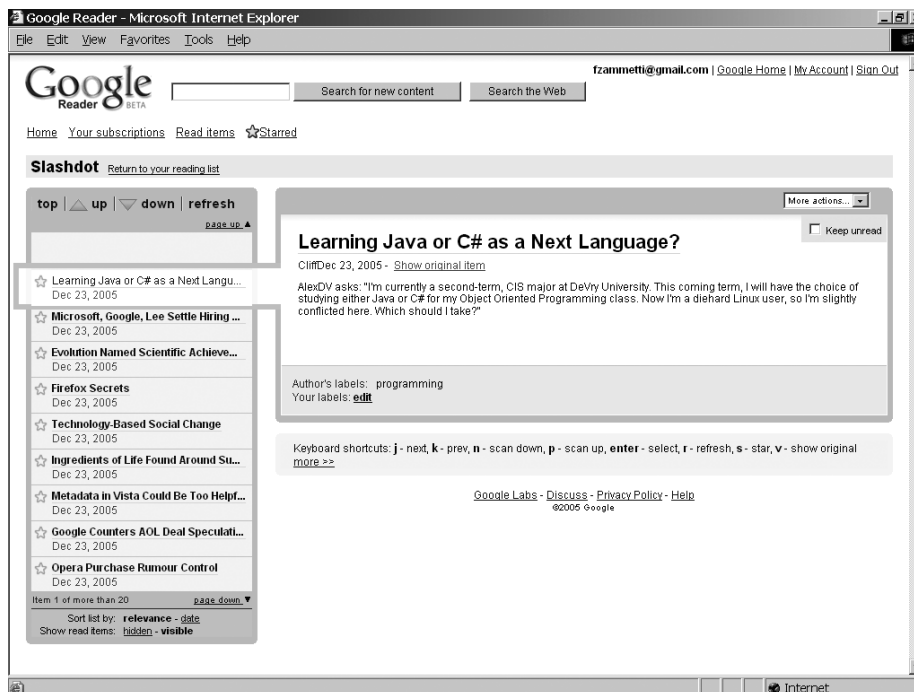 Google Reader - Microsoft Internet Explorer
File Edit View Favorites Tools Help
fzammetti@gmail.com | Google Home | My Account | Sign Out
Google
Reader BETA
Search for new content Search the Web
Home Your subscriptions Read items Starred
Slashdot Return to your reading list
top | up | down | refresh
page up
Learning Java or C# as a Next Langu...
Dec 23, 2005
Microsoft, Google, Lee Settle Hiring ...
Dec 23, 2005
Evolution Named Scientific Achieve...
Dec 23, 2005
Firefox Secrets
Dec 23, 2005
Technology-Based Social Change
Dec 23, 2005
Ingredients of Life Found Around Su...
Dec 23, 2005
Metadata in Vista Could Be Too Helpf...
Dec 23, 2005
Google Counters AOL Deal Speculati...
Dec 23, 2005
Opera Purchase Rumour Control
Dec 23, 2005
Item 1 of more than 20 page down
Sort list by: relevance - date
Show read items: hidden - visible
More actions...
Keep unread
Learning Java or C# as a Next Language?
CliffDec 23, 2005 - Show original item
AlexDV asks: "I'm currently a second-term, CIS major at DeVry University. This coming term, I will have the choice of
studying either Java or C# for my Object Oriented Programming class. Now I'm a diehard Linux user, so I'm slightly
conflicted here. Which should I take?"
Author's labels: programming
Your labels: edit
Keyboard shortcuts: j - next, k - prev, n - scan down, p - scan up, enter - select, r - refresh, s - star, v - show original
more >>
Google Labs - Discuss - Privacy Policy - Help
©2005 Google
Internet